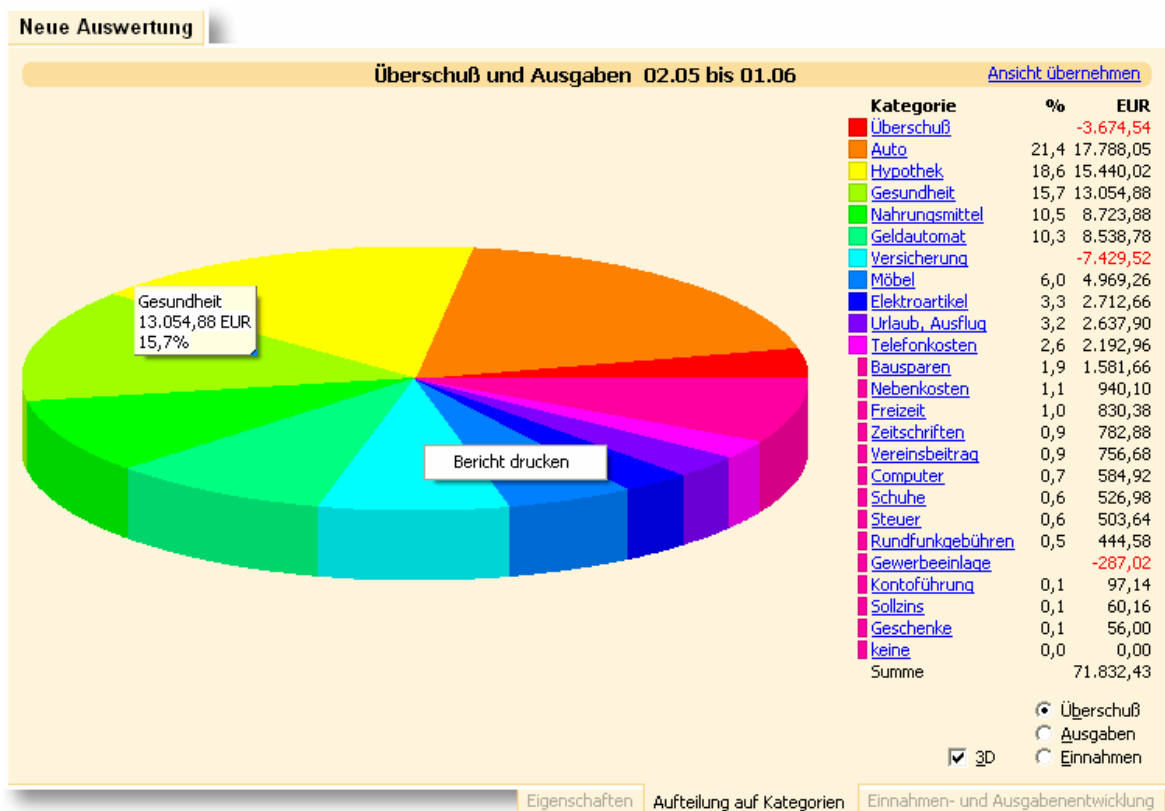 Neue Auswertung
Überschuß und Ausgaben 02.05 bis 01.06 Ansicht übernehmen
Kategorie % EUR
Überschuß -3.674,54
Auto 21,4 17.788,05
Hypothek 18,6 15.440,02
Gesundheit 15,7 13.054,88
Nahrungsmittel 10,5 8.723,88
Geldautomat 10,3 8.538,78
Versicherung -7.429,52
Möbel 6,0 4.969,26
Elektroartikel 3,3 2.712,66
Urlaub, Ausflug 3,2 2.637,90
Telefonkosten 2,6 2.192,96
Bausparen 1,9 1.581,66
Nebenkosten 1,1 940,10
Freizeit 1,0 830,38
Zeitschriften 0,9 782,88
Vereinsbeitrag 0,9 756,68
Computer 0,7 584,92
Schuhe 0,6 526,98
Steuer 0,6 503,64
Rundfunkgebühren 0,5 444,58
Gewerbeeinlage -287,02
Kontoführung 0,1 97,14
Sollzins 0,1 60,16
Geschenke 0,1 56,00
keine 0,0 0,00
Summe 71.832,43
Gesundheit
13.054,88 EUR
15,7%
Bericht drucken
Überschuß
Ausgaben
3D Einnahmen
Eigenschaften Aufteilung auf Kategorien Einnahmen- und Ausgabenentwicklung